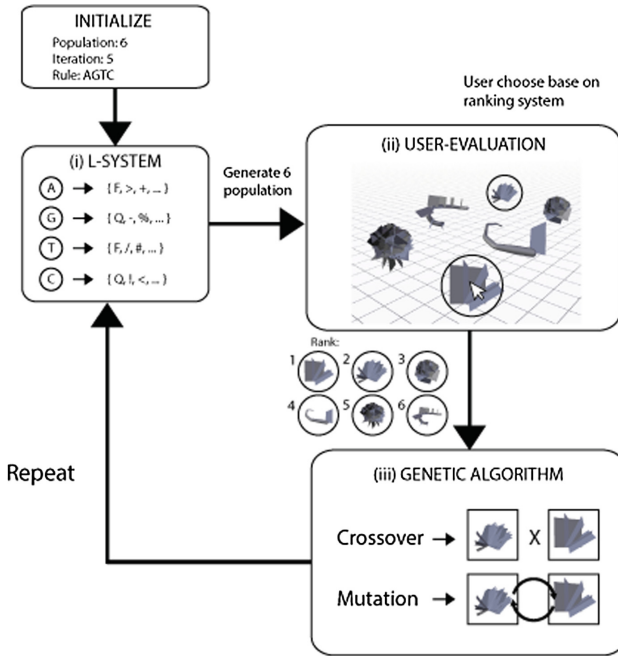 INITIALIZE
Population: 6
Iteration: 5
Rule: AGTC
User choose base on
ranking system
(i) L-SYSTEM
A → { F, >, +, ... }
G → { Q, -, %, ... }
T → { F, /, #, ... }
C → { Q, !, <, ... }
Generate 6
population
(ii) USER-EVALUATION
Rank:
1 2 3
4 5 6
Repeat
(iii) GENETIC ALGORITHM
Crossover → X
Mutation →